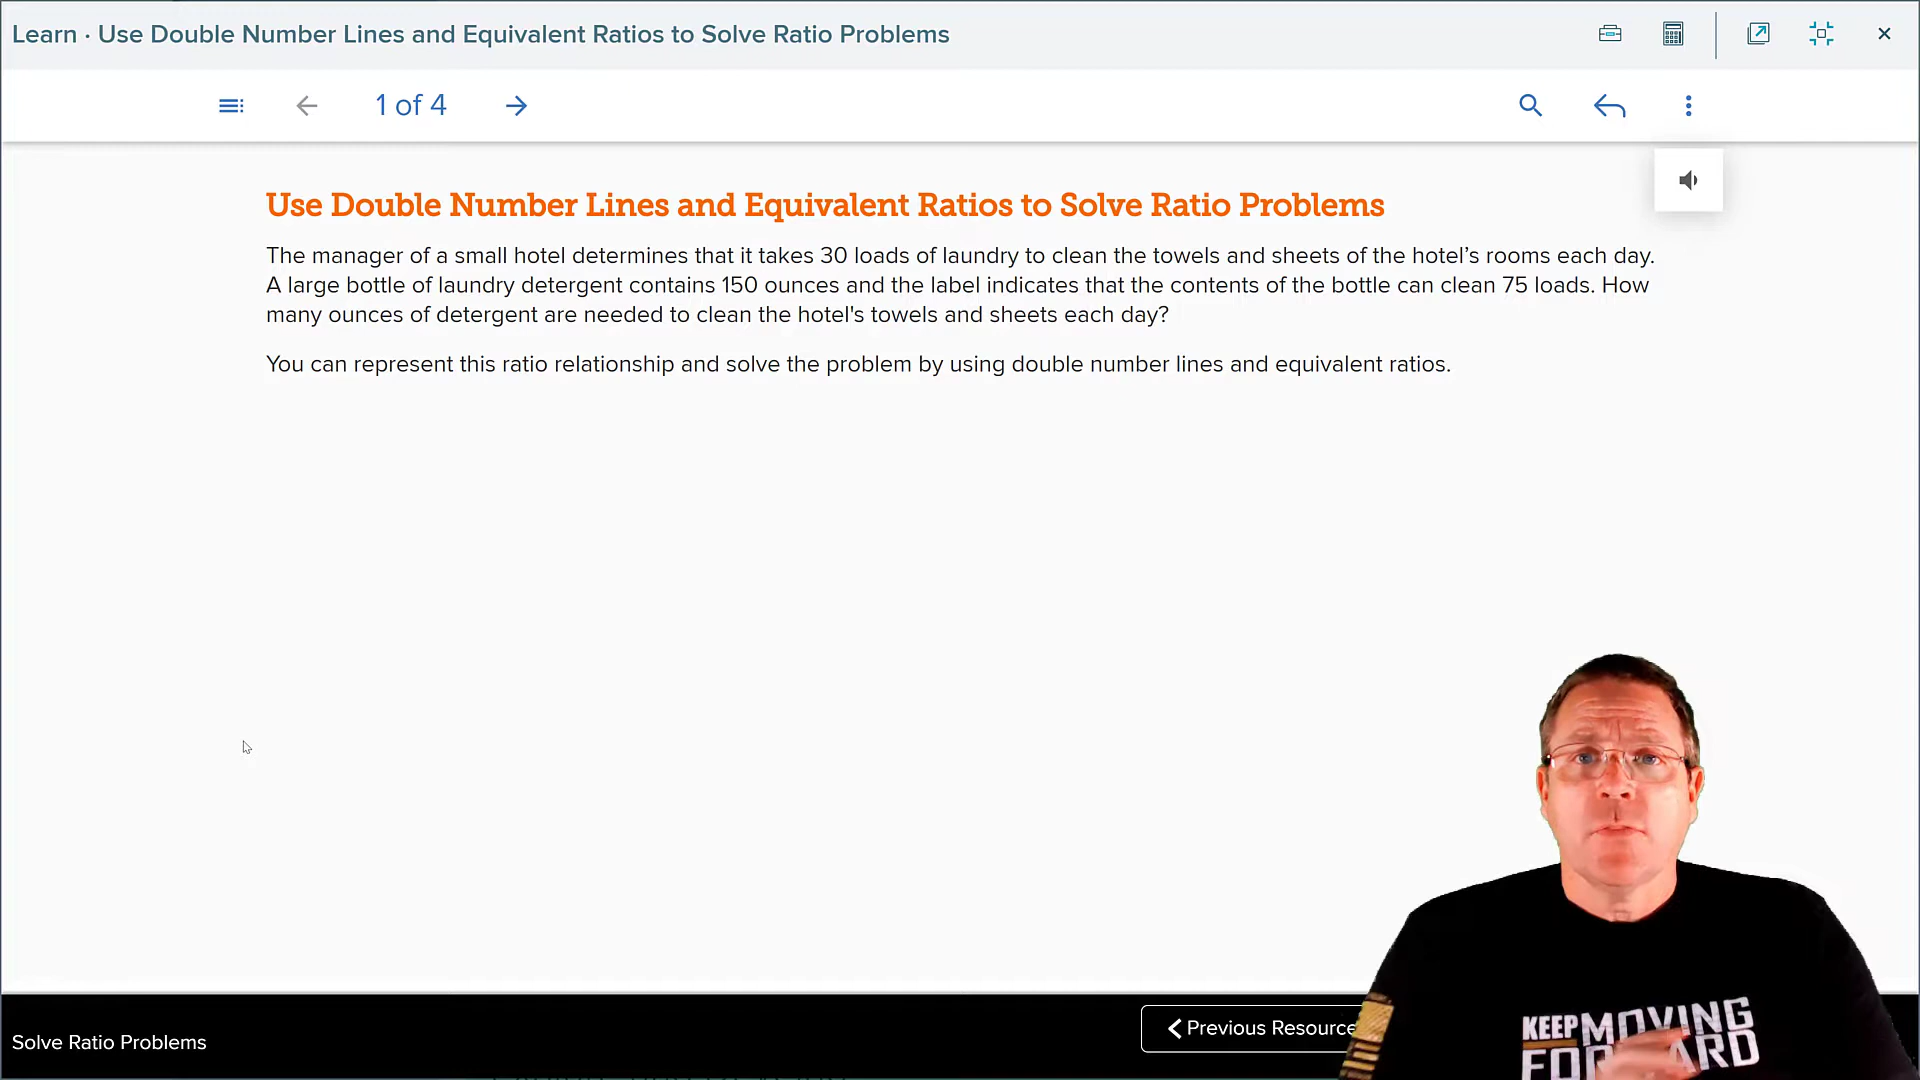 Learn · Use Double Number Lines and Equivalent Ratios to Solve Ratio Problems
1 of 4
Use Double Number Lines and Equivalent Ratios to Solve Ratio Problems
The manager of a small hotel determines that it takes 30 loads of laundry to clean the towels and sheets of the hotel’s rooms each day.
A large bottle of laundry detergent contains 150 ounces and the label indicates that the contents of the bottle can clean 75 loads. How
many ounces of detergent are needed to clean the hotel's towels and sheets each day?
You can represent this ratio relationship and solve the problem by using double number lines and equivalent ratios.
Solve Ratio Problems
Previous Resource
KEEP MOVING